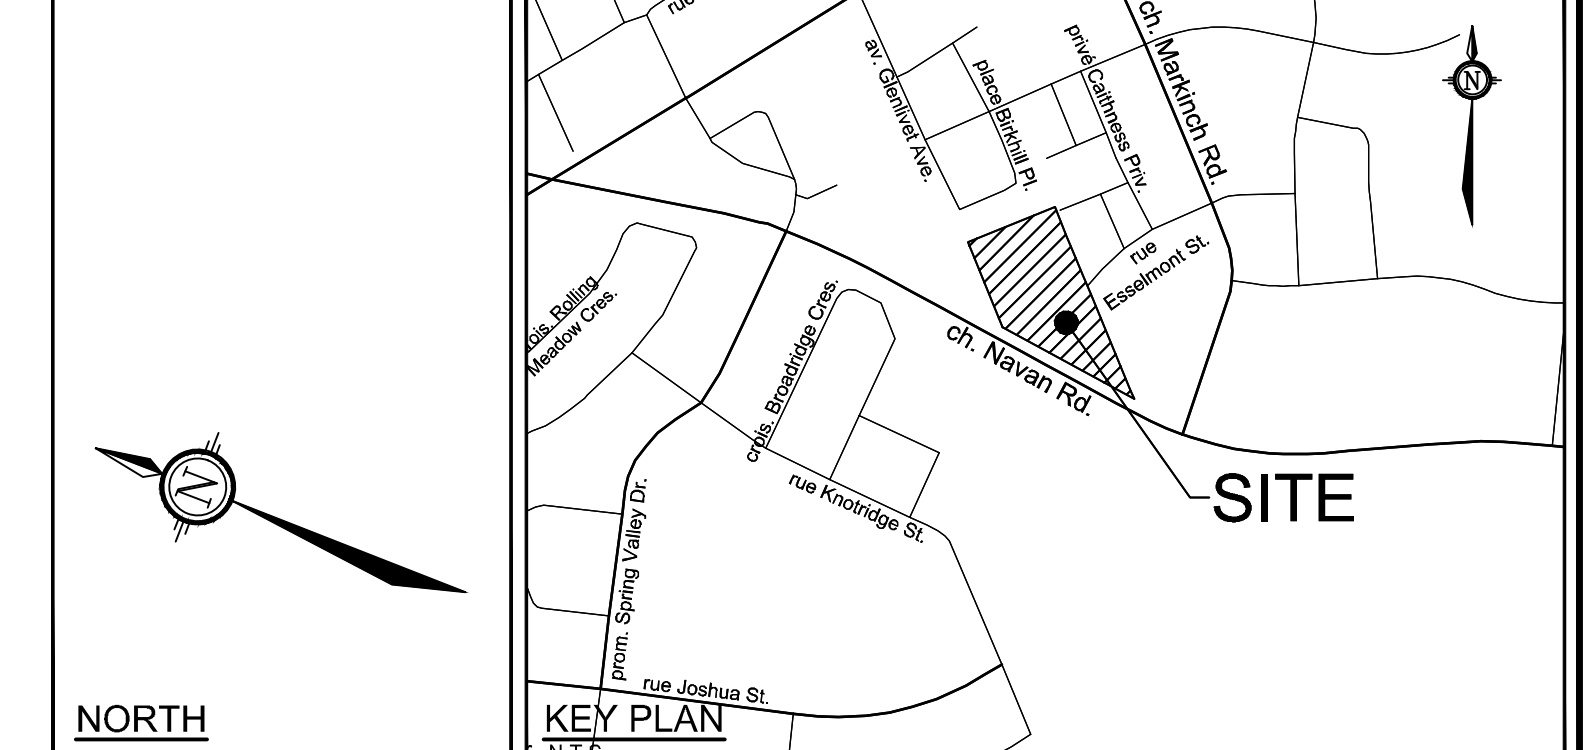 rue
av. Glenlivet Ave.
place Birkhill Pl.
privé Caithness Priv.
ch. Markinch Rd.
N
rue
Esselmont St.
Rolling
Meadow Cres.
crois. Broadridge Cres.
ch. Navan Rd.
SITE
N
rue Knotridge St.
prom. Spring Valley Dr.
rue Joshua St.
NORTH
KEY PLAN
N.T.S.